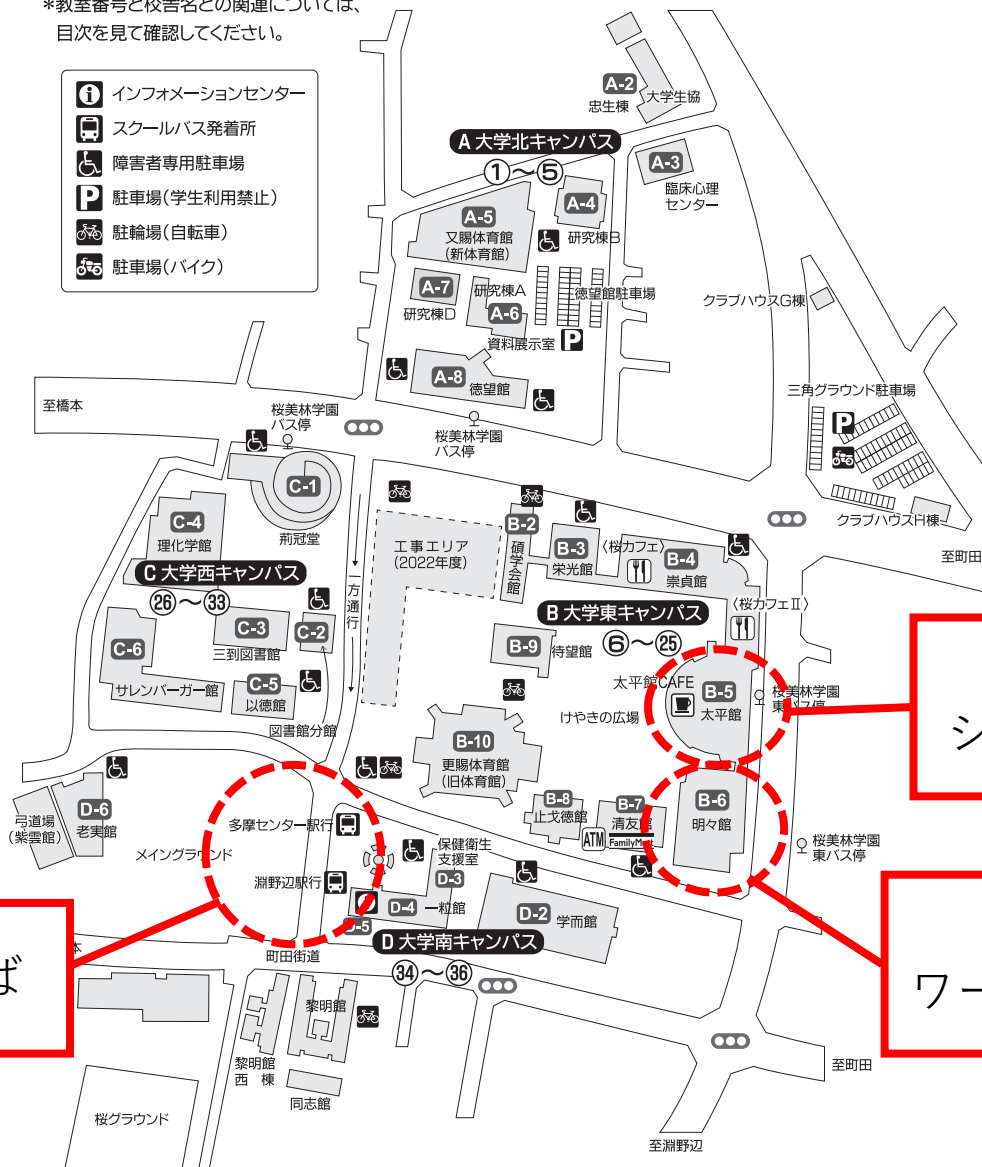 *教室番号と校舎名との関連については、
目次を見て確認してください。
インフォメーションセンター
スクールバス発着所
障害者専用駐車場
P 駐車場(学生利用禁止)
駐輪場(自転車)
駐車場(バイク)
A-2
忠生棟
大学生協
A 大学北キャンパス
①～⑤
A-3
臨床心理
センター
A-4
研究棟B
A-5
又賜体育館
(新体育館)
A-7
研究棟D
研究棟A
A-6
資料展示室
P
徳望館駐車場
クラブハウスG棟
A-8
徳望館
三角グラウンド駐車場
P
至橋本
桜美林学園
バス停
桜美林学園
バス停
クラブハウスH棟
至町田
C-1
荊冠堂
C-4
理化学館
C 大学西キャンパス
㉖～㉝
一方通行
工事エリア
(2022年度)
B-2
碩学会館
B-3
栄光館
〈桜カフェ〉
B-4
崇貞館
〈桜カフェⅡ〉
B 大学東キャンパス
⑥～㉕
C-6
サレンバーガー館
C-3
三到図書館
C-2
C-5
以徳館
図書館分館
B-9
待望館
太平館CAFE
けやきの広場
B-5
太平館
桜美林学園
東バス停
シ
B-10
更賜体育館
(旧体育館)
B-8
止戈徳館
B-7
清友館
ATM
FamilyMart
B-6
明々館
桜美林学園
東バス停
弓道場
(紫雲館)
D-6
老実館
メイングラウンド
多摩センター駅行
淵野辺駅行
保健衛生
支援室
D-3
D-4
一粒館
D-5
D-2
学而館
D 大学南キャンパス
㉞～㊱
本
町田街道
ば
ワー
黎明館
黎明館
西棟
同志館
桜グラウンド
至町田
至淵野辺